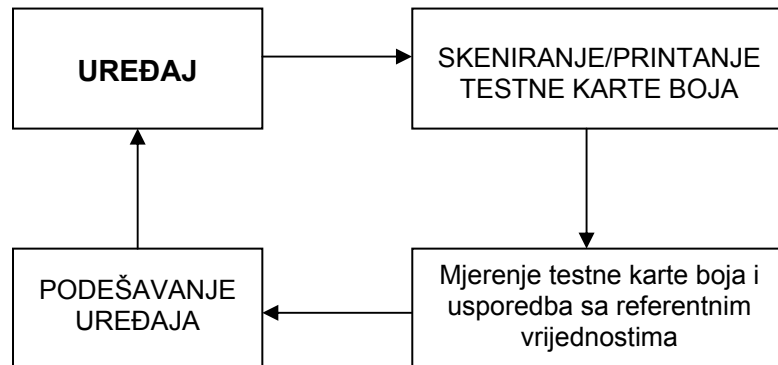 UREĐAJ
SKENIRANJE/PRINTANJE
TESTNE KARTE BOJA
PODEŠAVANJE
UREĐAJA
Mjerenje testne karte boja i
usporedba sa referentnim
vrijednostima